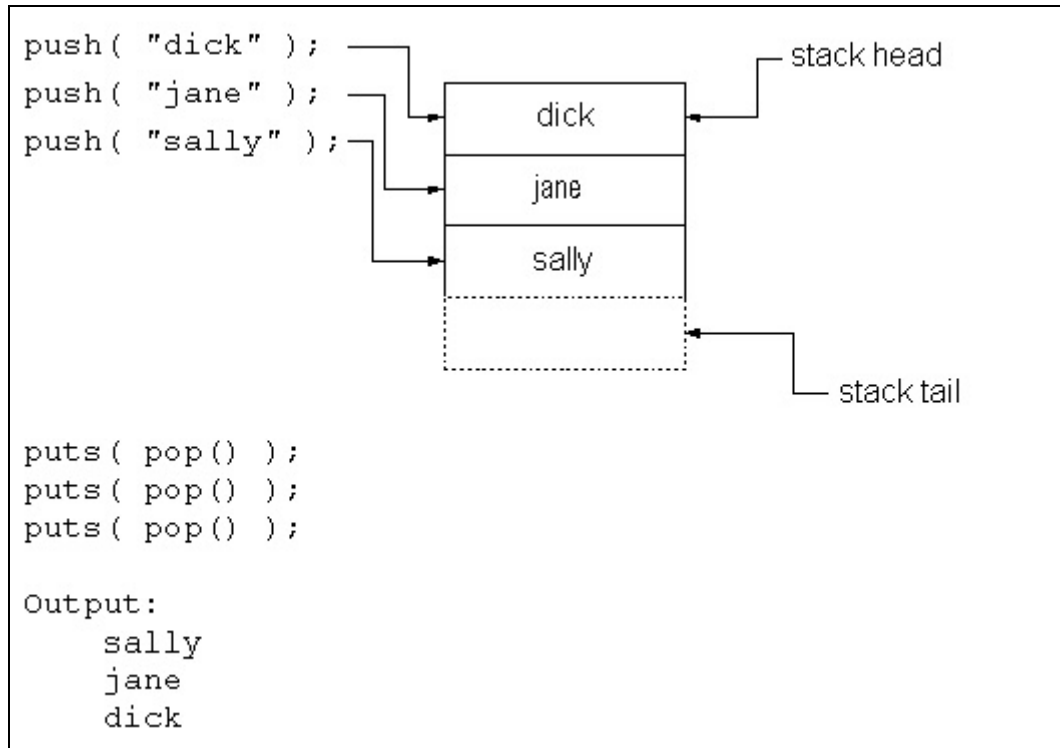 push( "dick" );
stack head
push( "jane" );
dick
push( "sally" );
jane
sally
stack tail
puts( pop() );
puts( pop() );
puts( pop() );
Output:
sally
jane
dick